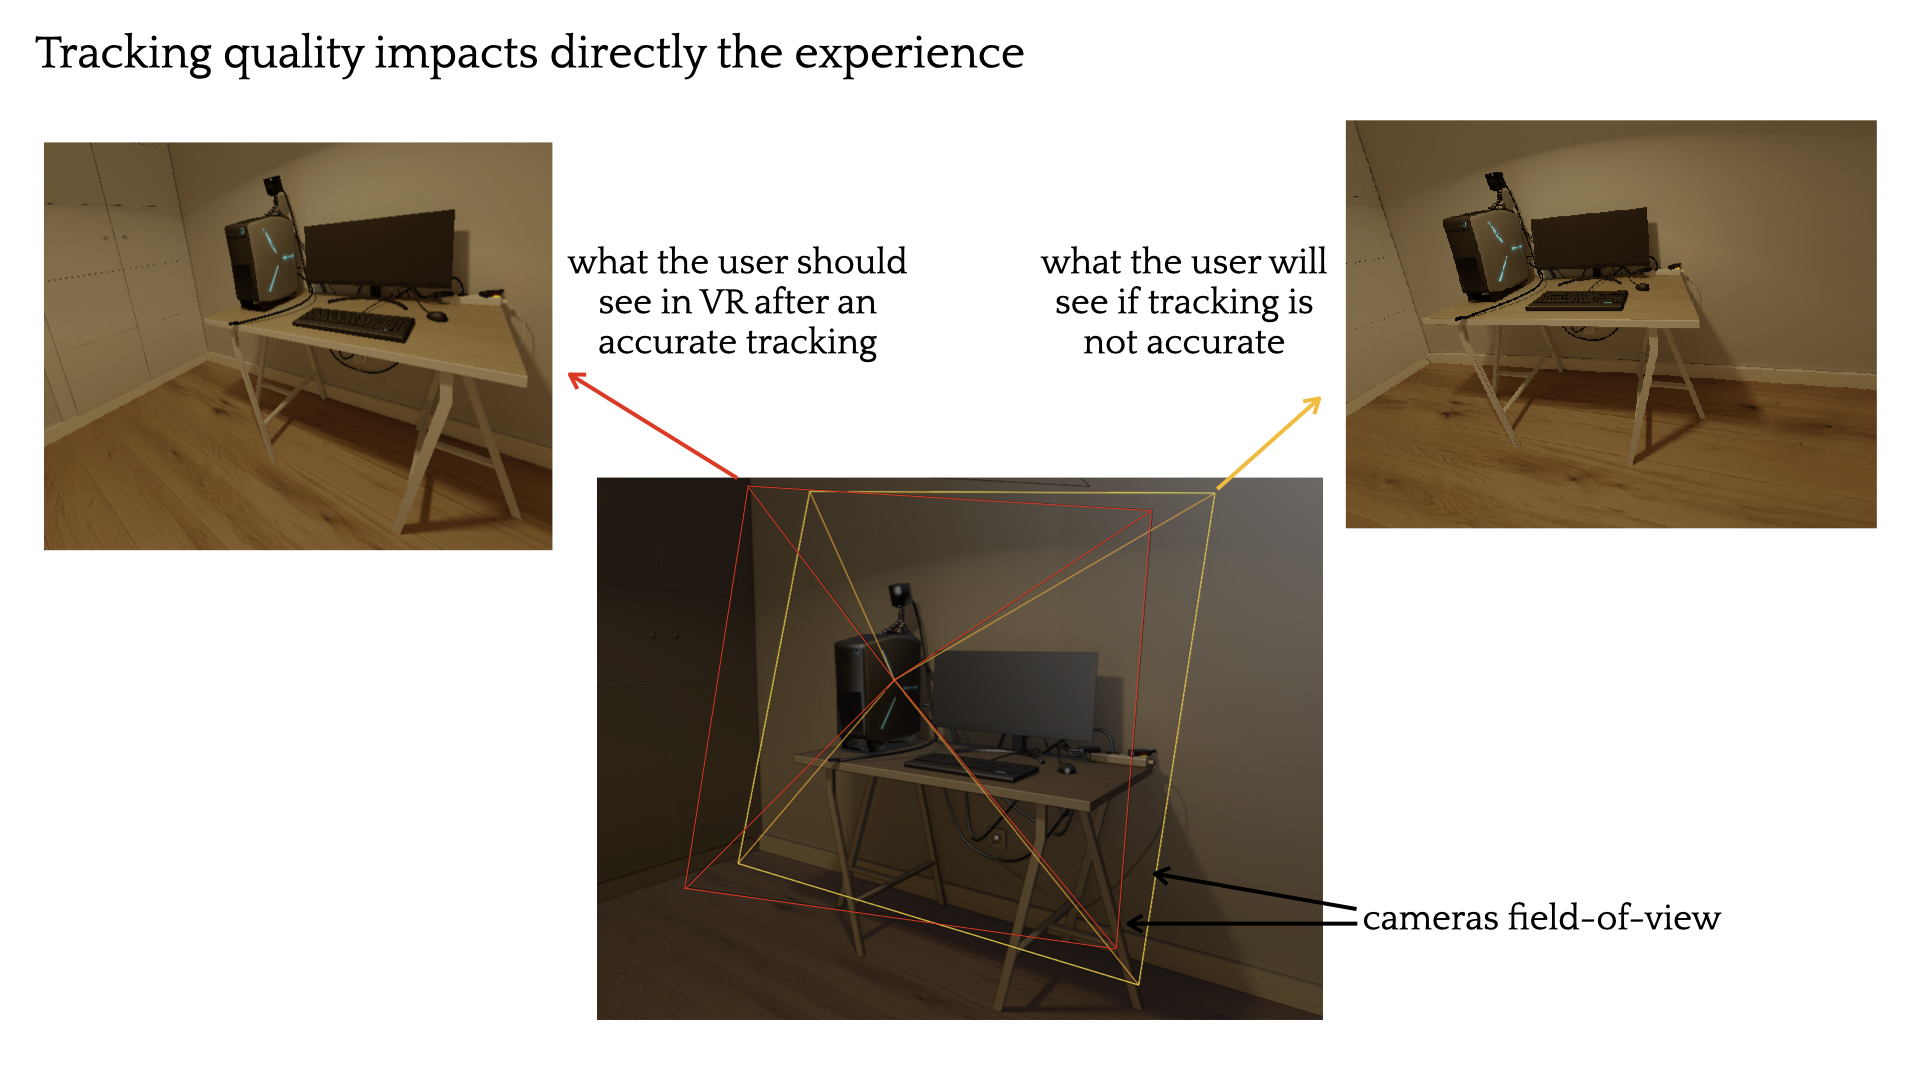 Tracking quality impacts directly the experience
what the user should
see in VR after an
accurate tracking
what the user will
see if tracking is
not accurate
cameras field-of-view